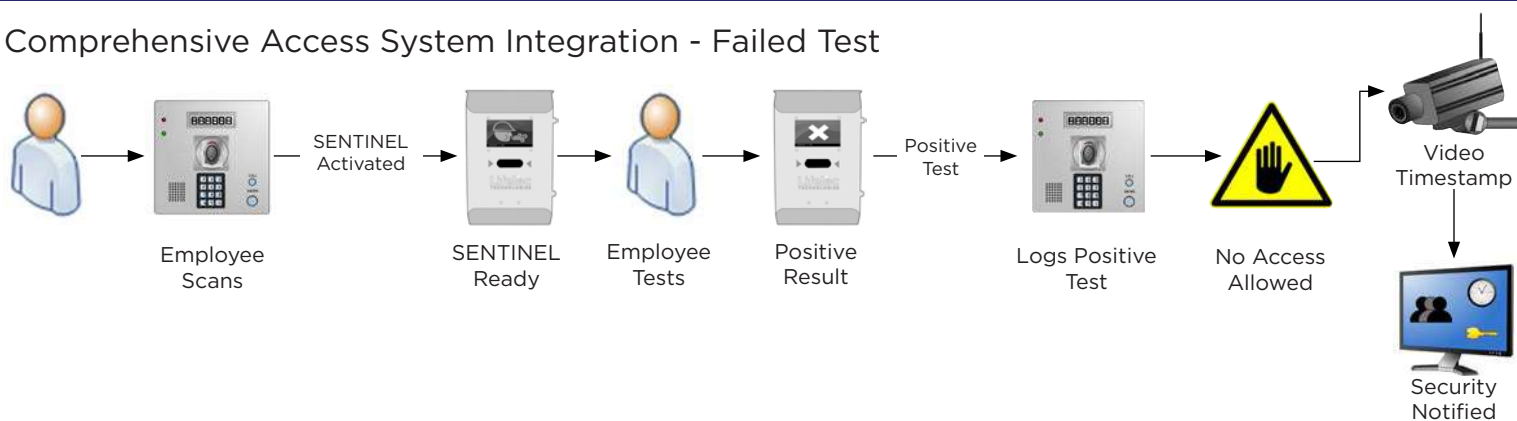 Comprehensive Access System Integration - Failed Test
Employee
Scans
SENTINEL
Activated
SENTINEL
Ready
Employee
Tests
Positive
Result
Positive
Test
Logs Positive
Test
No Access
Allowed
Video
Timestamp
Security
Notified